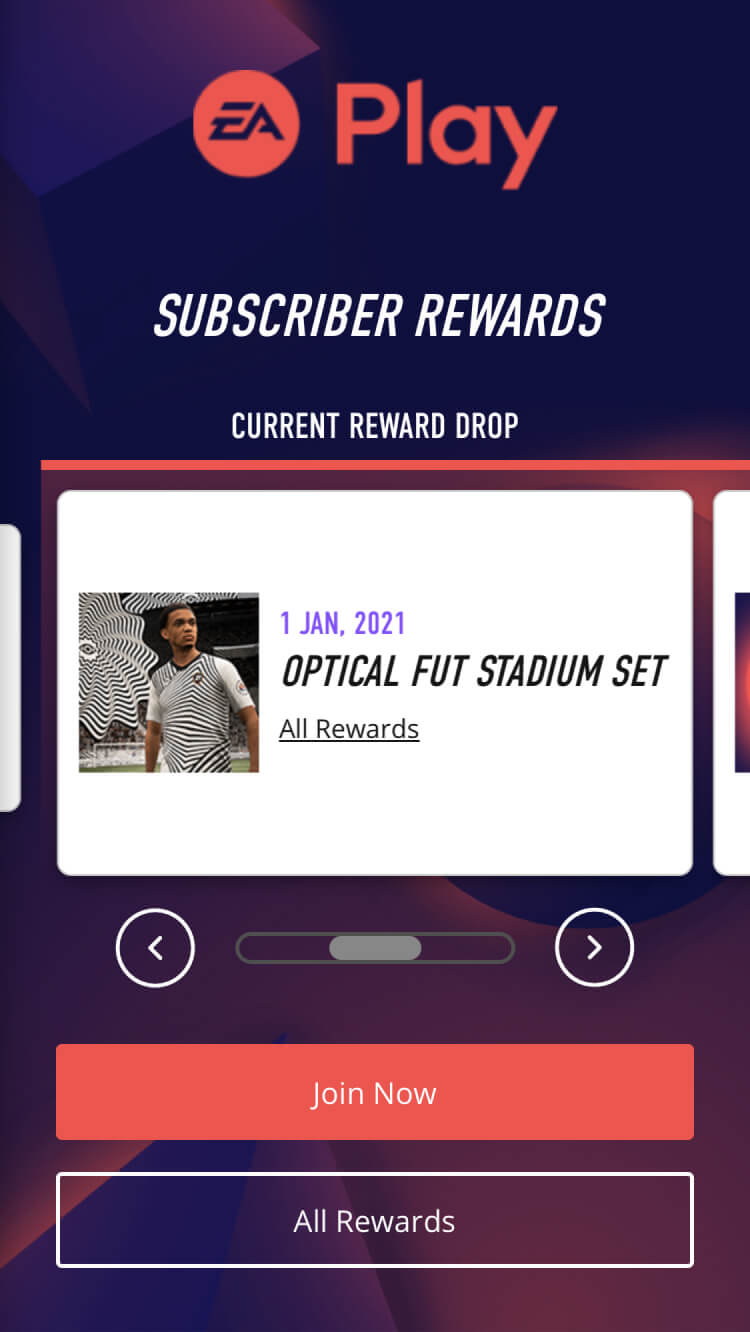 EA Play
SUBSCRIBER REWARDS
CURRENT REWARD DROP
1 JAN, 2021
OPTICAL FUT STADIUM SET
All Rewards
Join Now
All Rewards